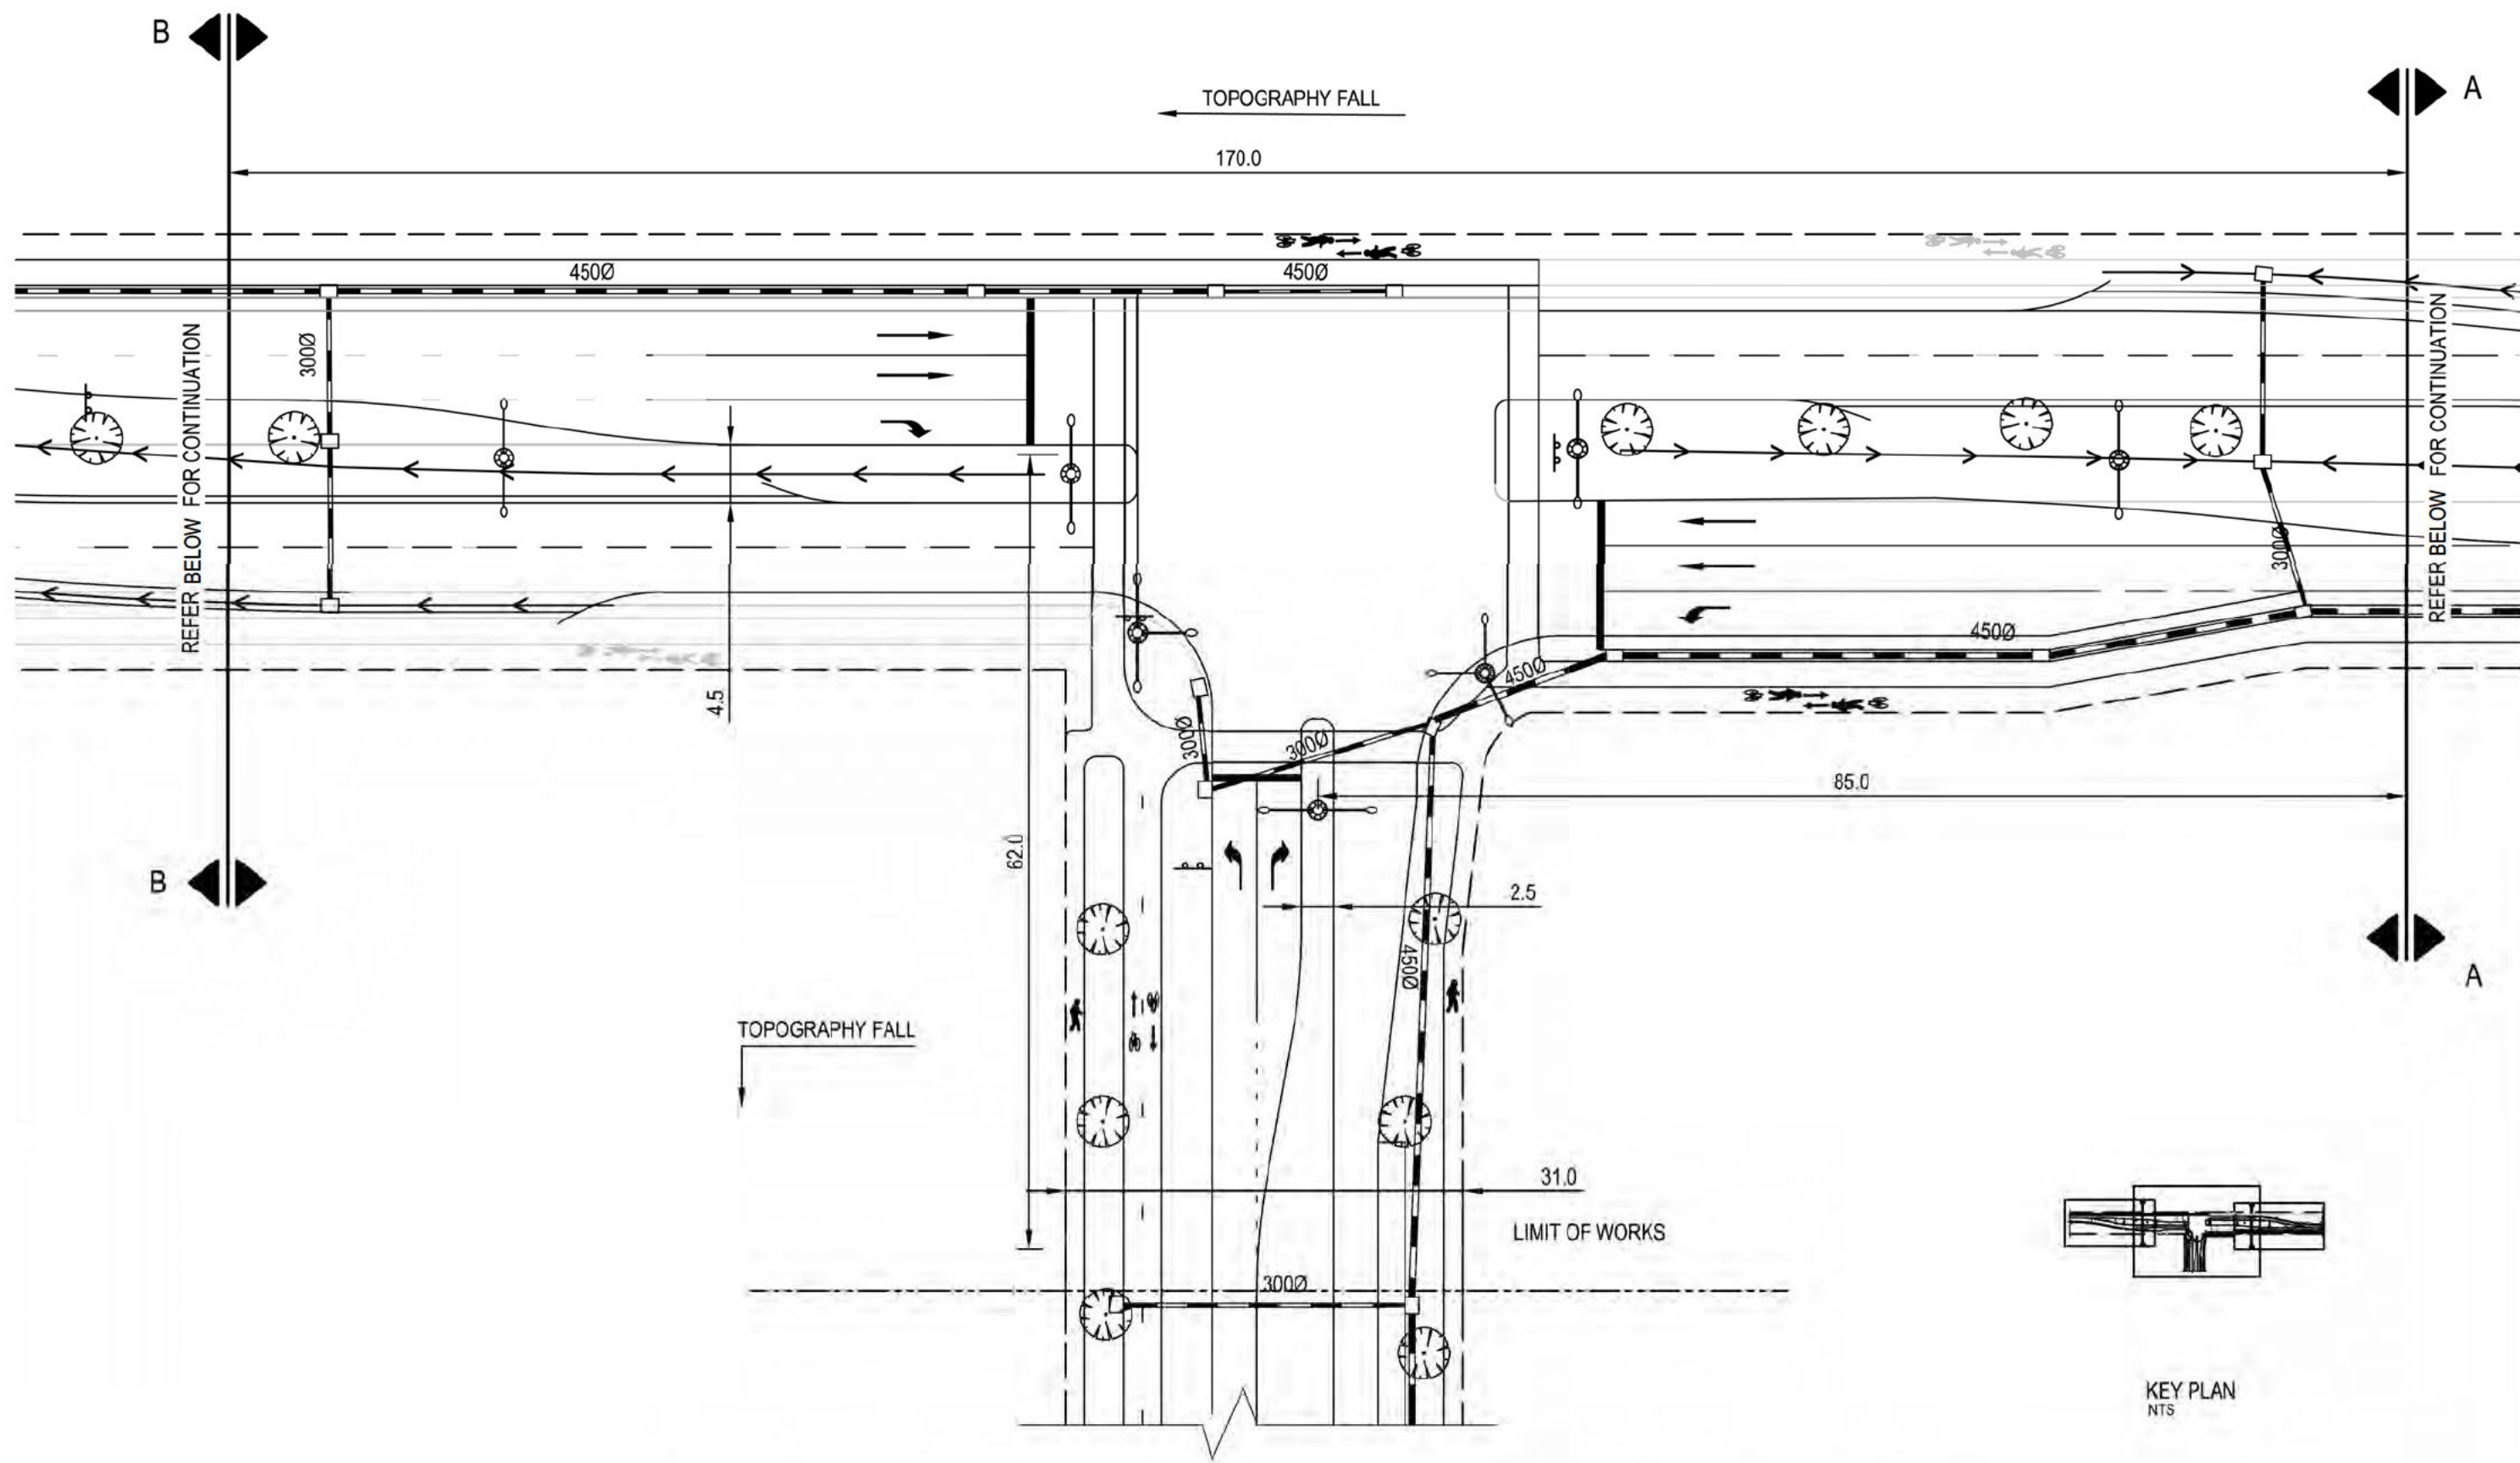 B
A
TOPOGRAPHY FALL
170.0
450Ø
450Ø
300Ø
REFER BELOW FOR CONTINUATION
REFER BELOW FOR CONTINUATION
300Ø
450Ø
450Ø
4.5
300Ø
300Ø
85.0
62.0
B
2.5
450Ø
A
TOPOGRAPHY FALL
31.0
LIMIT OF WORKS
300Ø
KEY PLAN
NTS